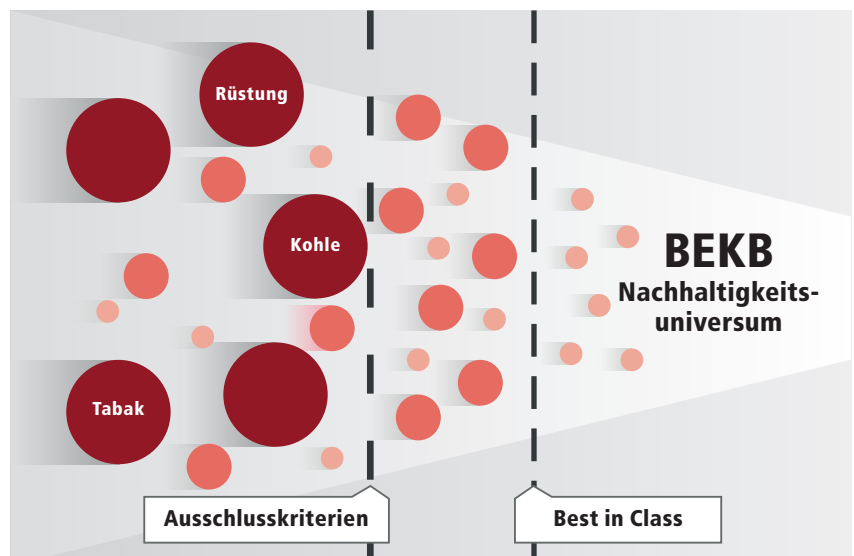 Rüstung
Kohle
Tabak
BEKB
Nachhaltigkeits-
universum
Ausschlusskriterien
Best in Class